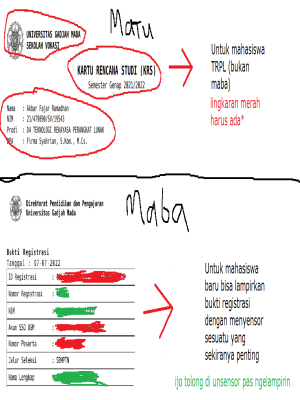 Matu
UNIVERSITAS GADJAH MADA
SEKOLAH VOKASI
KARTU RENCANA STUDI (KRS)
Semester Genap 2021/2022
Nama : Akbar Fajar Ramadhan
NIM : 21/479890/SV/19543
Prodi : D4 TEKNOLOGI REKAYASA PERANGKAT LUNAK
DPA : Firma Syahrian, S.Kom., M.Cs.
Untuk mahasiswa
TRPL (bukan
maba)
lingkaran merah
harus ada*
Direktorat Pendidikan dan Pengajaran
Universitas Gadjah Mada
Maba
Bukti Registrasi
Tanggal : 07-07-2022
ID Registrasi :
Nomor Registrasi :
NIM
Akun SSO UGM :
Nomor Peserta :
Jalur Seleksi : SBMPTN
Nama Lengkap
Untuk mahasiswa
baru bisa lampirkan
bukti registrasi
dengan menyensor
sesuatu yang
sekiranya penting
ijo tolong di unsensor pas ngelampirin